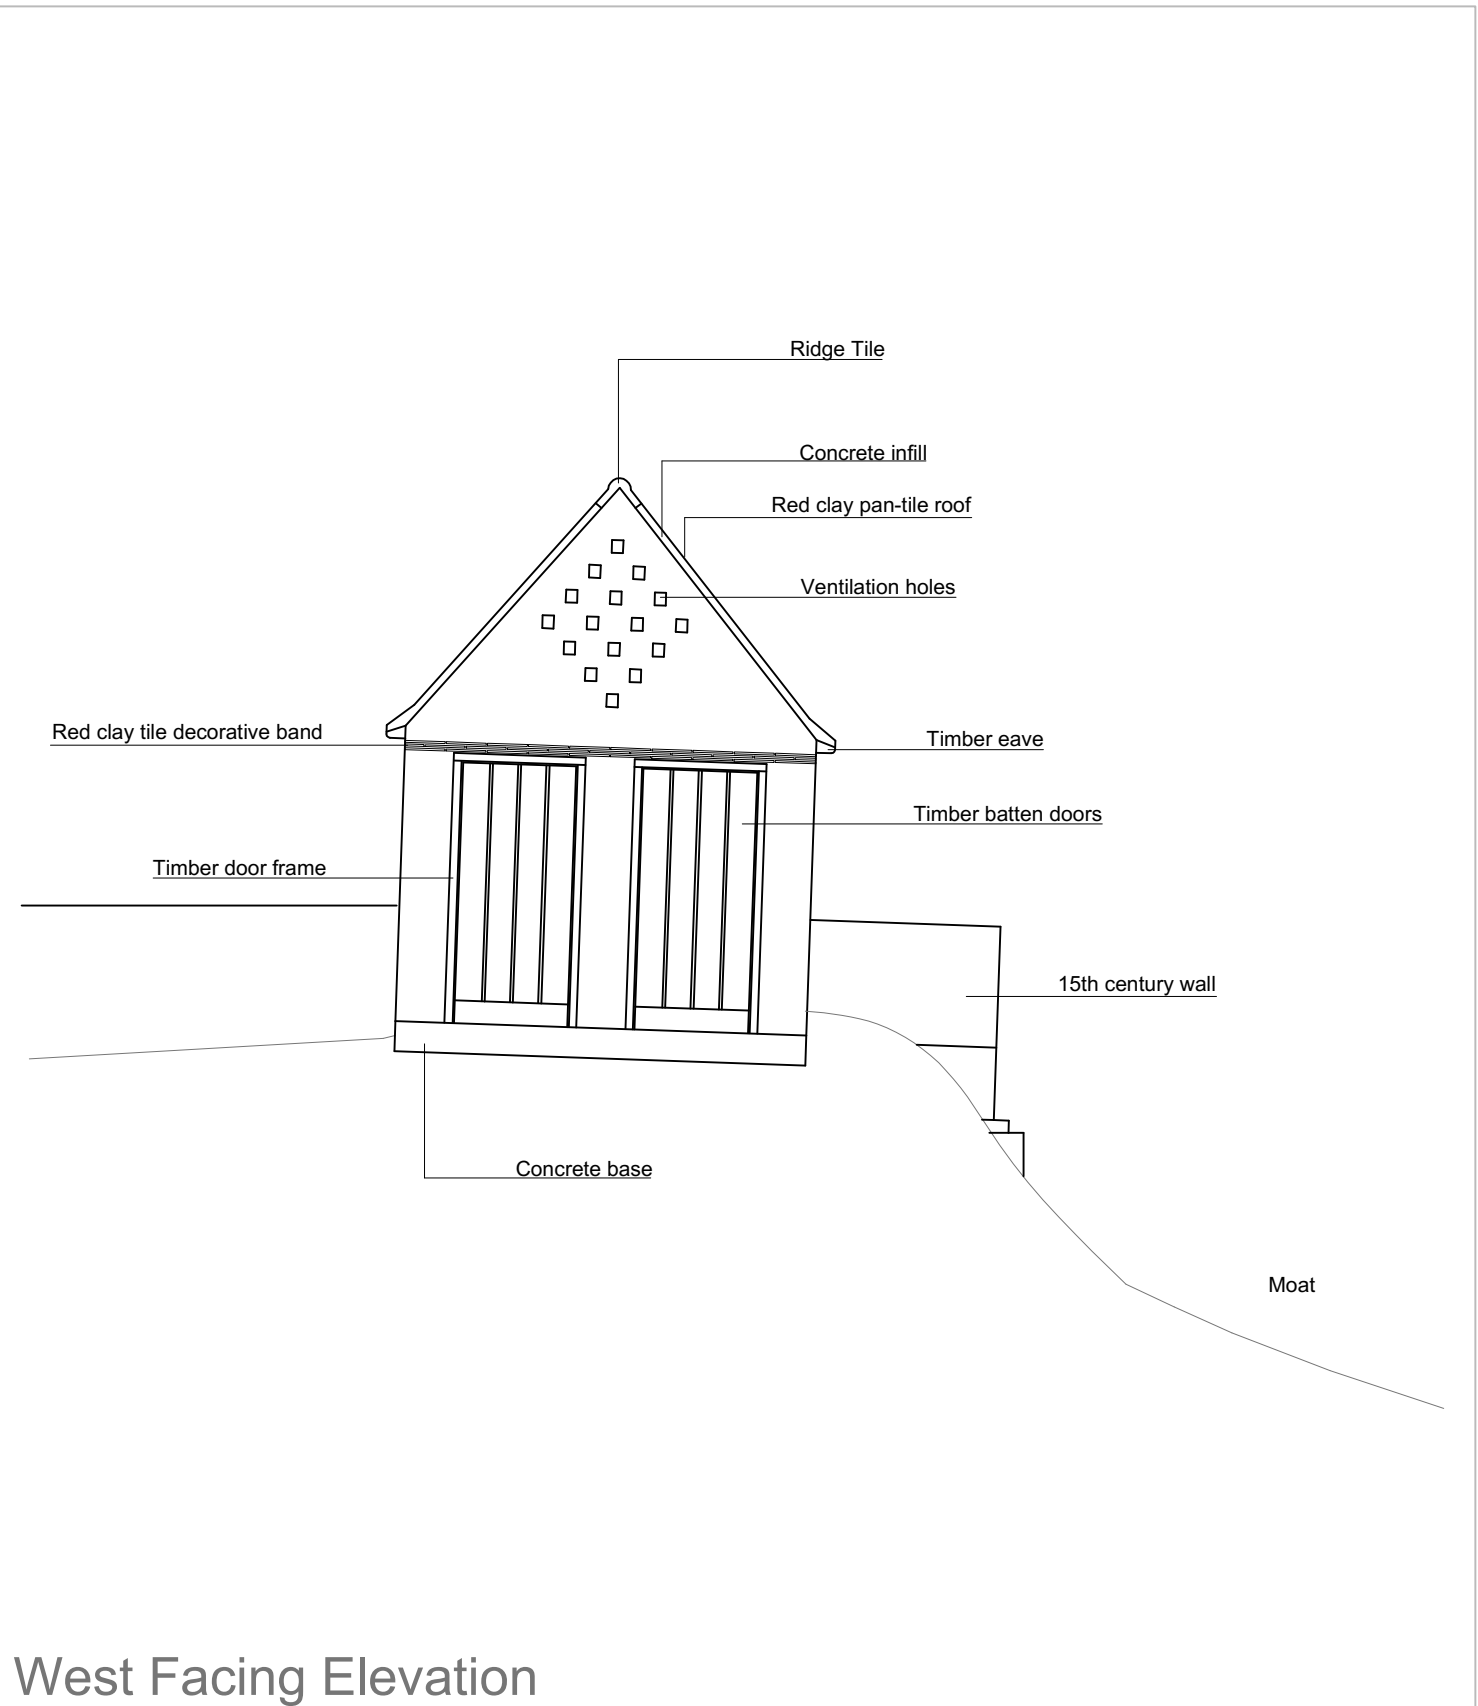 Ridge Tile
Concrete infill
Red clay pan-tile roof
Ventilation holes
Red clay tile decorative band
Timber eave
Timber batten doors
Timber door frame
15th century wall
Concrete base
Moat
West Facing Elevation